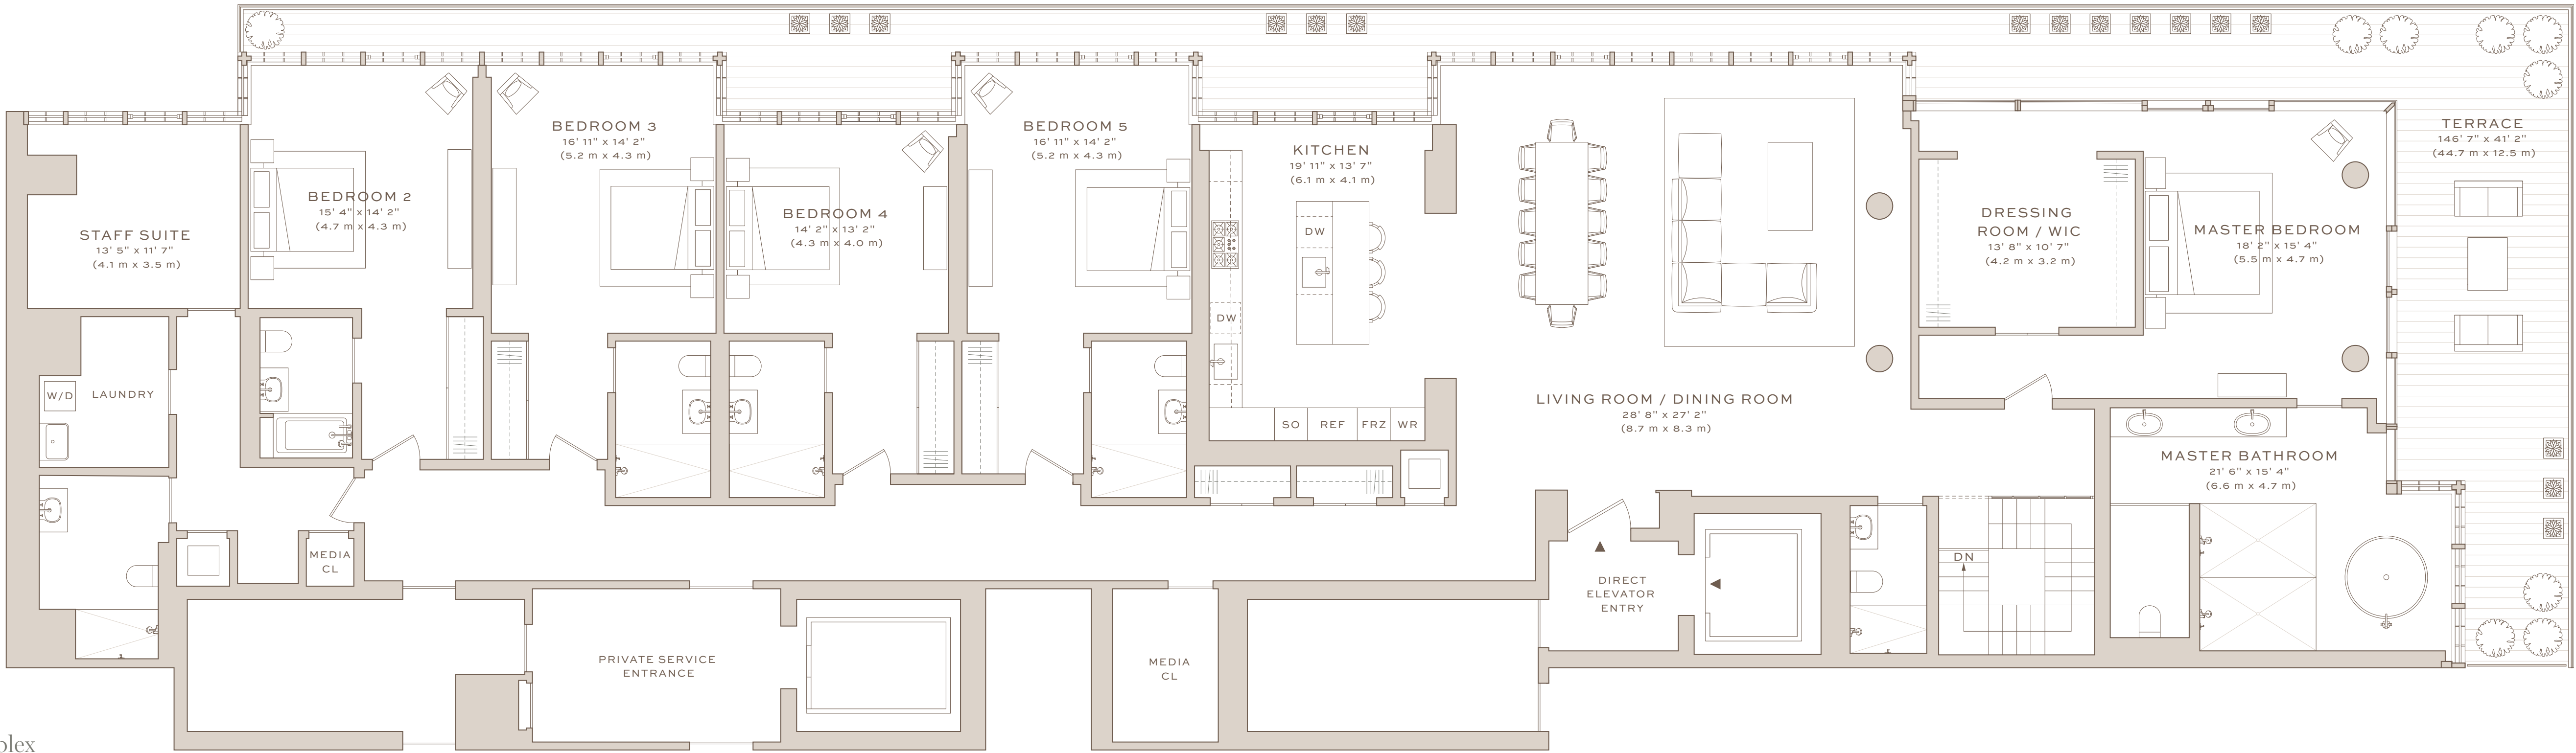 STAFF SUITE
13' 5" x 11' 7"
(4.1 m x 3.5 m)
BEDROOM 2
15' 4" x 14' 2"
(4.7 m x 4.3 m)
BEDROOM 3
16' 11" x 14' 2"
(5.2 m x 4.3 m)
BEDROOM 4
14' 2" x 13' 2"
(4.3 m x 4.0 m)
BEDROOM 5
16' 11" x 14' 2"
(5.2 m x 4.3 m)
KITCHEN
19' 11" x 13' 7"
(6.1 m x 4.1 m)
DW
DW
SO
REF
FRZ
WR
LIVING ROOM / DINING ROOM
28' 8" x 27' 2"
(8.7 m x 8.3 m)
DRESSING
ROOM / WIC
13' 8" x 10' 7"
(4.2 m x 3.2 m)
MASTER BEDROOM
18' 2" x 15' 4"
(5.5 m x 4.7 m)
TERRACE
146' 7" x 41' 2"
(44.7 m x 12.5 m)
MASTER BATHROOM
21' 6" x 15' 4"
(6.6 m x 4.7 m)
W/D
LAUNDRY
MEDIA
CL
PRIVATE SERVICE
ENTRANCE
MEDIA
CL
DIRECT
ELEVATOR
ENTRY
DN
plex